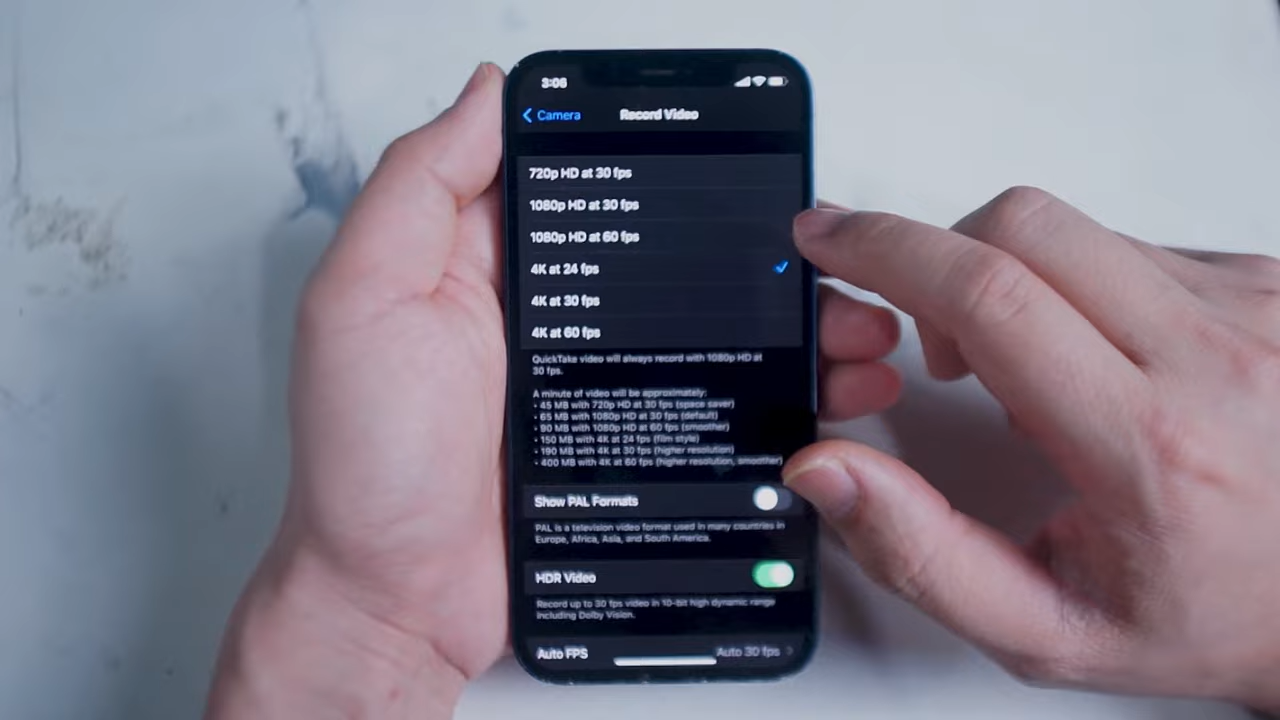 3:06
Camera
Record Video
720p HD at 30 fps
1080p HD at 30 fps
1080p HD at 60 fps
4K at 24 fps
4K at 30 fps
4K at 60 fps
QuickTake video will always record with 1080p HD at
30 fps.
A minute of video will be approximately:
• 45 MB with 720p HD at 30 fps (space saver)
• 65 MB with 1080p HD at 30 fps (default)
• 90 MB with 1080p HD at 60 fps (smoother)
• 150 MB with 4K at 24 fps (film style)
• 190 MB with 4K at 30 fps (higher resolution)
• 400 MB with 4K at 60 fps (higher resolution, smoother)
Show PAL Formats
PAL is a television video format used in many countries in
Europe, Africa, Asia, and South America.
HDR Video
Record up to 30 fps video in 10-bit high dynamic range
including Dolby Vision.
Auto FPS Auto 30 fps